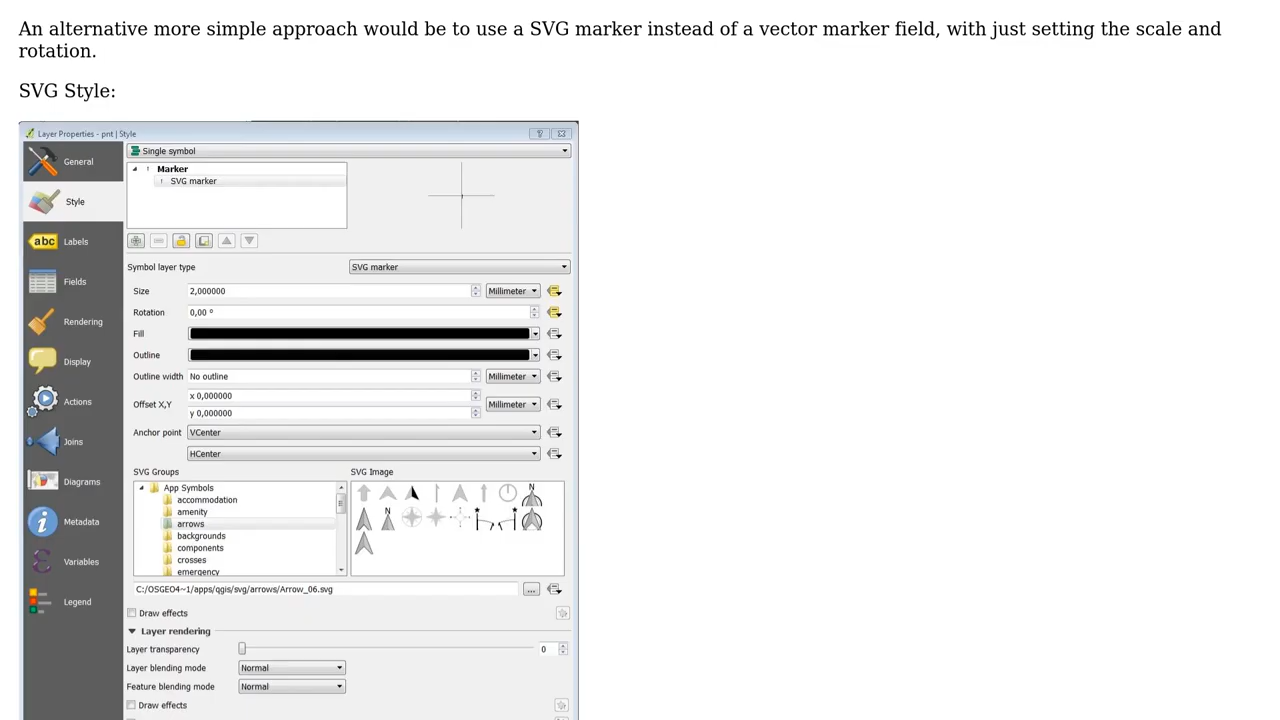 An alternative more simple approach would be to use a SVG marker instead of a vector marker field, with just setting the scale and
rotation.
SVG Style:
Layer Properties - pnt | Style
General
Style
Labels
Fields
Rendering
Display
Actions
Joins
Diagrams
Metadata
Variables
Legend
abc
Single symbol
Marker
SVG marker
Symbol layer type SVG marker
Size 2,000000 Millimeter
Rotation 0,00 °
Fill
Outline
Outline width No outline Millimeter
Offset X,Y x 0,000000 Millimeter
y 0,000000
Anchor point VCenter
HCenter
SVG Groups SVG Image
App Symbols
accommodation
amenity
arrows
backgrounds
components
crosses
emergency
N
N
C:/OSGEO4~1/apps/qgis/svg/arrows/Arrow_06.svg ...
Draw effects
Layer rendering
Layer transparency 0
Layer blending mode Normal
Feature blending mode Normal
Draw effects